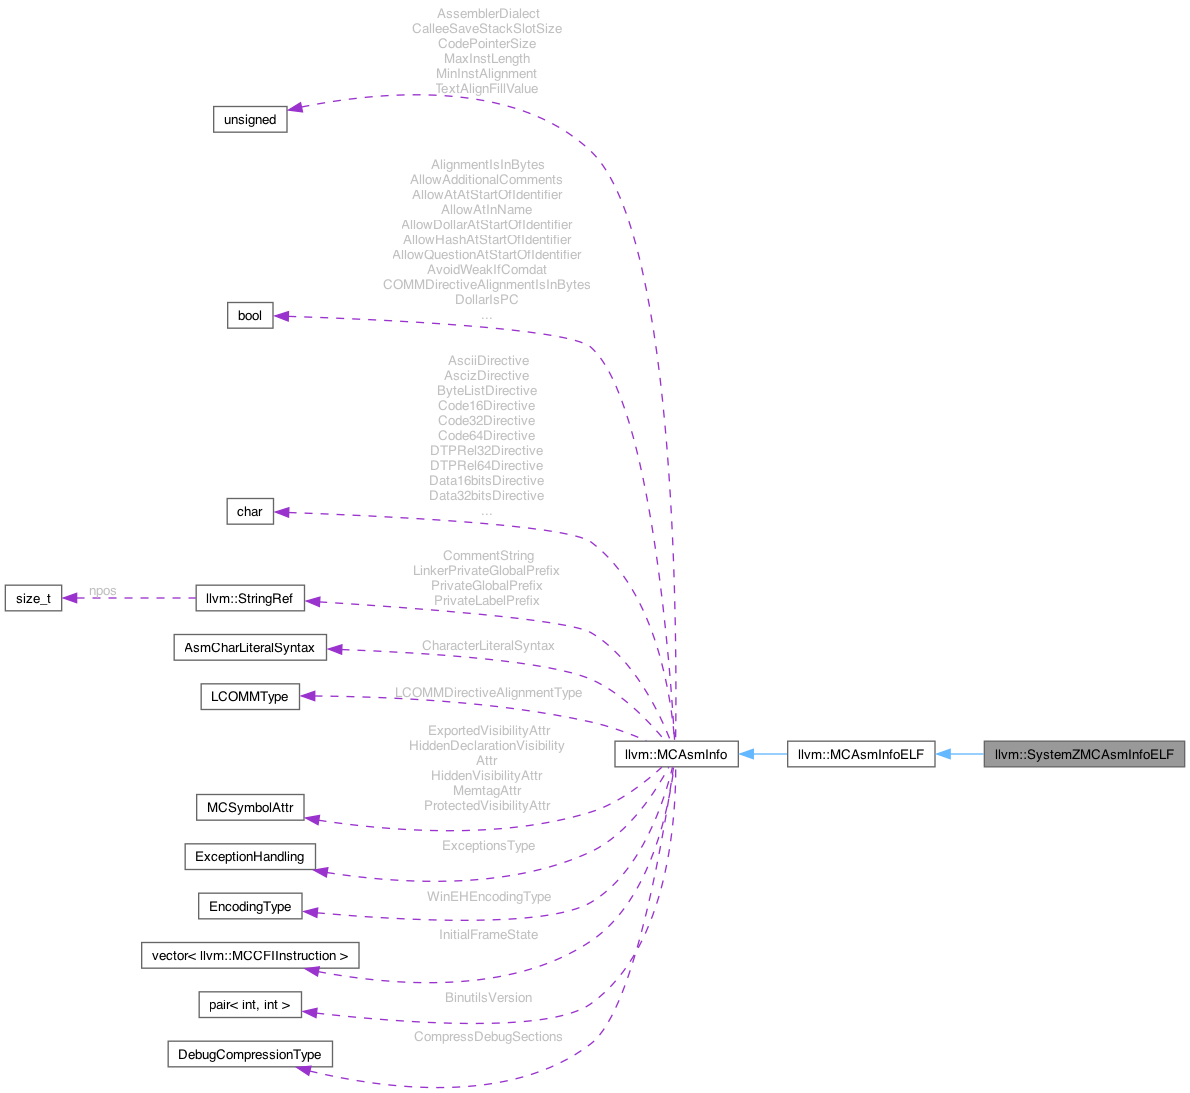 AssemblerDialect
CalleeSaveStackSlotSize
CodePointerSize
MaxInstLength
MinInstAlignment
TextAlignFillValue
unsigned
AlignmentIsInBytes
AllowAdditionalComments
AllowAtAtStartOfIdentifier
AllowAtInName
AllowDollarAtStartOfIdentifier
AllowHashAtStartOfIdentifier
AllowQuestionAtStartOfIdentifier
AvoidWeakIfComdat
COMMDirectiveAlignmentIsInBytes
DollarIsPC
...
bool
AsciiDirective
AscizDirective
ByteListDirective
Code16Directive
Code32Directive
Code64Directive
DTPRel32Directive
DTPRel64Directive
Data16bitsDirective
Data32bitsDirective
...
char
CommentString
LinkerPrivateGlobalPrefix
PrivateGlobalPrefix
PrivateLabelPrefix
size_t
npos
llvm::StringRef
AsmCharLiteralSyntax
CharacterLiteralSyntax
LCOMMType
LCOMMDirectiveAlignmentType
llvm::MCAsmInfo
llvm::MCAsmInfoELF
llvm::SystemZMCAsmInfoELF
ExportedVisibilityAttr
HiddenDeclarationVisibility
Attr
HiddenVisibilityAttr
MemtagAttr
ProtectedVisibilityAttr
MCSymbolAttr
ExceptionsType
ExceptionHandling
WinEHEncodingType
EncodingType
InitialFrameState
vector< llvm::MCCFIInstruction >
BinutilsVersion
pair< int, int >
CompressDebugSections
DebugCompressionType